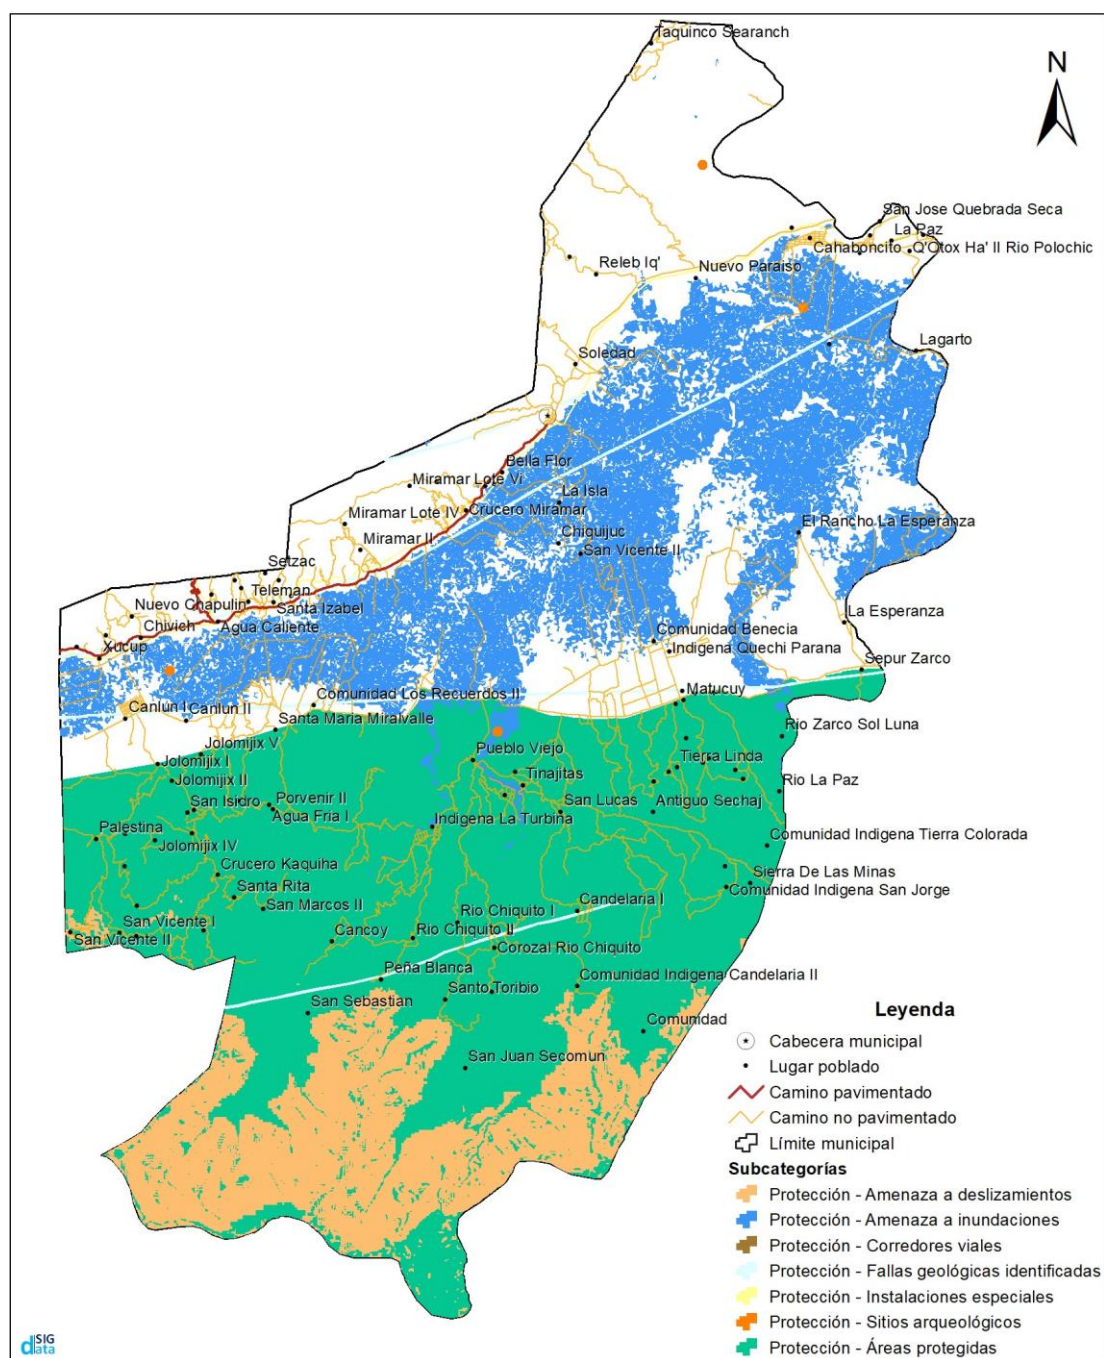 Taquinco Searanch
N
San Jose Quebrada Seca
La Paz
Cahaboncito
Q'Otox Ha' II Rio Polochic
Releb Iq'
Nuevo Paraiso
Lagarto
Soledad
Bella Flor
Miramar Lote Vi
La Isla
Miramar Lote IV
Crucero Miramar
El Rancho La Esperanza
Miramar II
Chiquijuc
San Vicente II
Setzac
Teleman
Nuevo Chapulin
Santa Izabel
La Esperanza
Chivich
Agua Caliente
Comunidad Benecia
Xucup
Indigena Quechi Parana
Sepur Zarco
Comunidad Los Recuerdos II
Matucuy
Canlun I
Canlun II
Santa Maria Miralvalle
Rio Zarco Sol Luna
Jolomijix V
Pueblo Viejo
Tierra Linda
Jolomijix I
Jolomijix II
Tinajitas
Rio La Paz
San Isidro
Porvenir II
Agua Fria I
San Lucas
Antiguo Sechaj
Palestina
Indigena La Turbina
Comunidad Indigena Tierra Colorada
Jolomijix IV
Crucero Kaquiha
Sierra De Las Minas
Santa Rita
Comunidad Indigena San Jorge
San Marcos II
Candelaria I
San Vicente I
Rio Chiquito I
San Vicente II
Cancoy
Rio Chiquito II
Corozal Rio Chiquito
Peña Blanca
Comunidad Indigena Candelaria II
Santo Toribio
San Sebastian
Comunidad
San Juan Secomun
Leyenda
Cabecera municipal
Lugar poblado
Camino pavimentado
Camino no pavimentado
Límite municipal
Subcategorías
Protección - Amenaza a deslizamientos
Protección - Amenaza a inundaciones
Protección - Corredores viales
Protección - Fallas geológicas identificadas
Protección - Instalaciones especiales
Protección - Sitios arqueológicos
Protección - Áreas protegidas
SIG
data